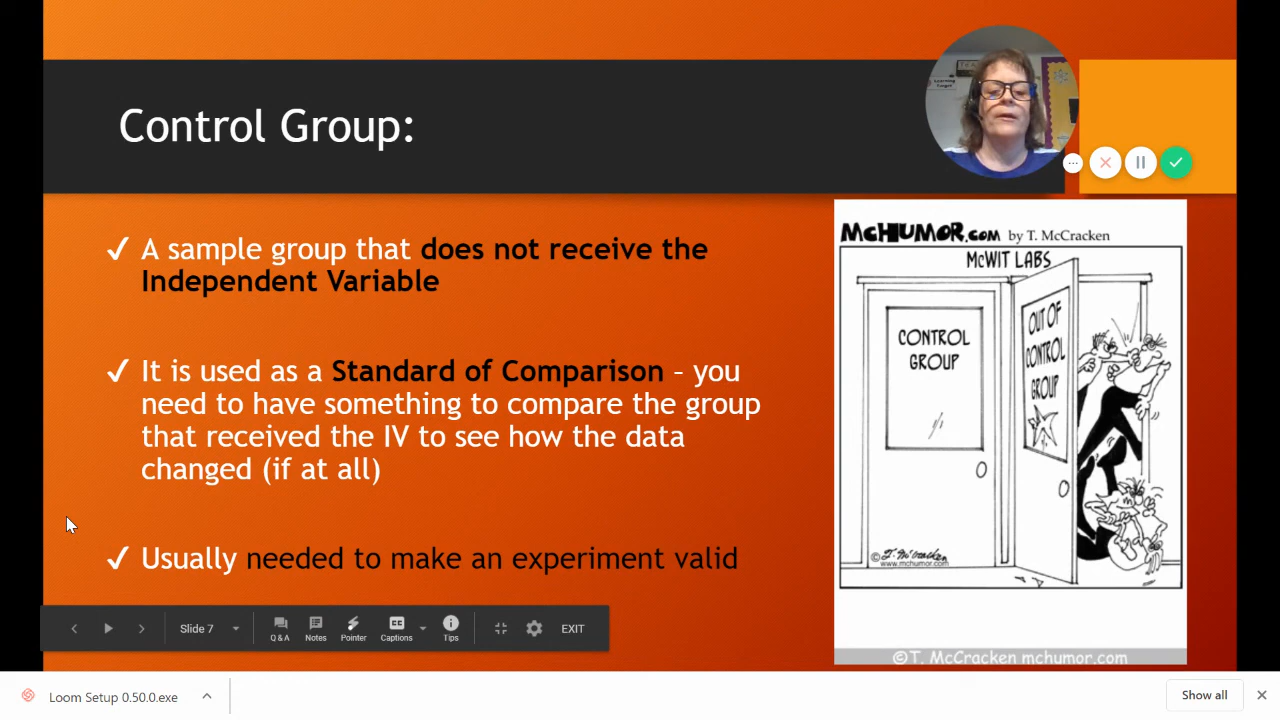 Control Group:
✓ A sample group that does not receive the
Independent Variable
✓ It is used as a Standard of Comparison – you
need to have something to compare the group
that received the IV to see how the data
changed (if at all)
✓ Usually needed to make an experiment valid
McHUMOR.com by T. McCracken
McWIT LABS
CONTROL
GROUP
OUT OF
CONTROL
GROUP
© T. McCracken
www.mchumor.com
©T. McCracken mchumor.com
Slide 7
Q & A
Notes
Pointer
Captions
Tips
EXIT
Loom Setup 0.50.0.exe
Show all